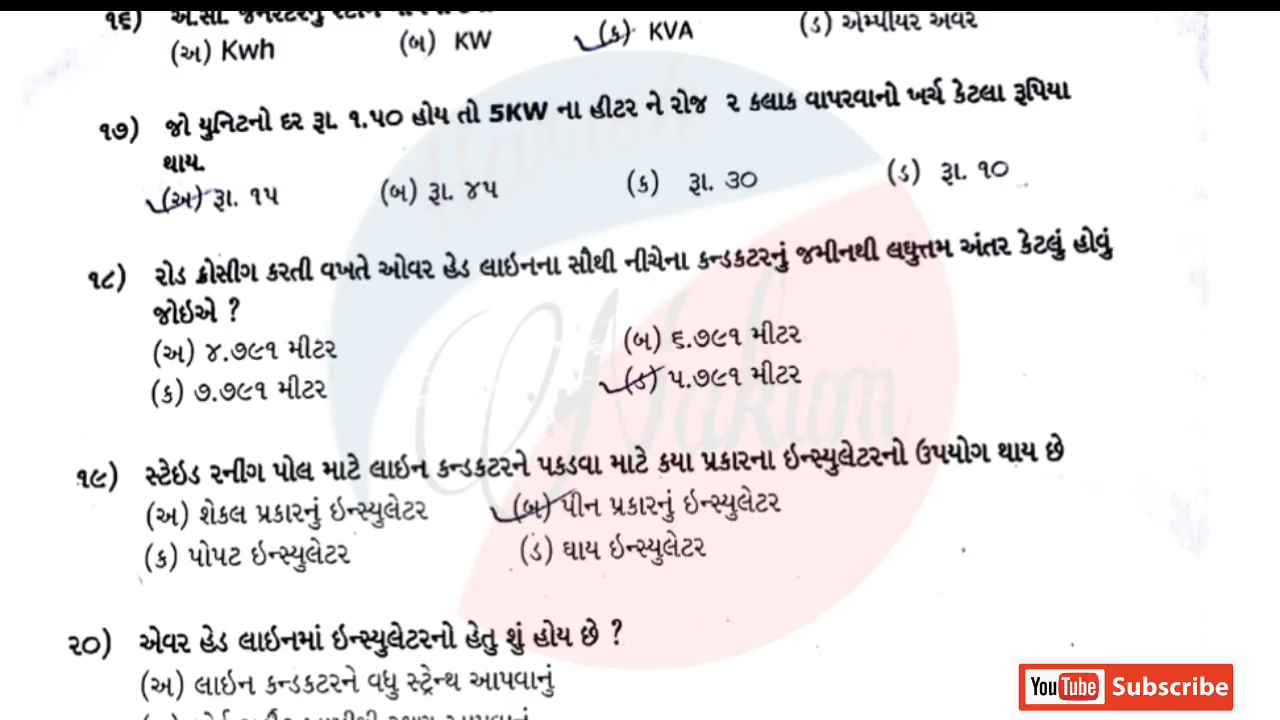 ૧૬) એ.સી. જનરેટરનું
(અ) Kwh (બ) KW (ક) KVA (ડ) એમ્પીયર અવર
૧૭) જો યુનિટનો દર રૂા. ૧.૫૦ હોય તો 5KW ના હીટર ને રોજ ૨ કલાક વાપરવાનો ખર્ચ કેટલા રૂપિયા
થાય.
(અ) રૂા. ૧૫ (બ) રૂા. ૪૫ (ક) રૂા. ૩૦ (ડ) રૂા. ૧૦
૧૮) રોડ ક્રોસીગ કરતી વખતે ઓવર હેડ લાઇનના સૌથી નીચેના કન્ડકટરનું જમીનથી લઘુત્તમ અંતર કેટલું હોવું
જોઇએ ?
(અ) ૪.૭૯૧ મીટર (બ) ૬.૭૯૧ મીટર
(ક) ૭.૭૯૧ મીટર (ડ) ૫.૭૯૧ મીટર
૧૯) સ્ટેઇડ રનીગ પોલ માટે લાઇન કન્ડકટરને પકડવા માટે કયા પ્રકારના ઇન્સ્યુલેટરનો ઉપયોગ થાય છે
(અ) શેકલ પ્રકારનું ઇન્સ્યુલેટર (બ) પીન પ્રકારનું ઇન્સ્યુલેટર
(ક) પોપટ ઇન્સ્યુલેટર (ડ) ઘાય ઇન્સ્યુલેટર
૨૦) એવર હેડ લાઇનમાં ઇન્સ્યુલેટરનો હેતુ શું હોય છે ?
(અ) લાઇન કન્ડકટરને વધુ સ્ટ્રેન્થ આપવાનું
Nakum
YouTube Subscribe